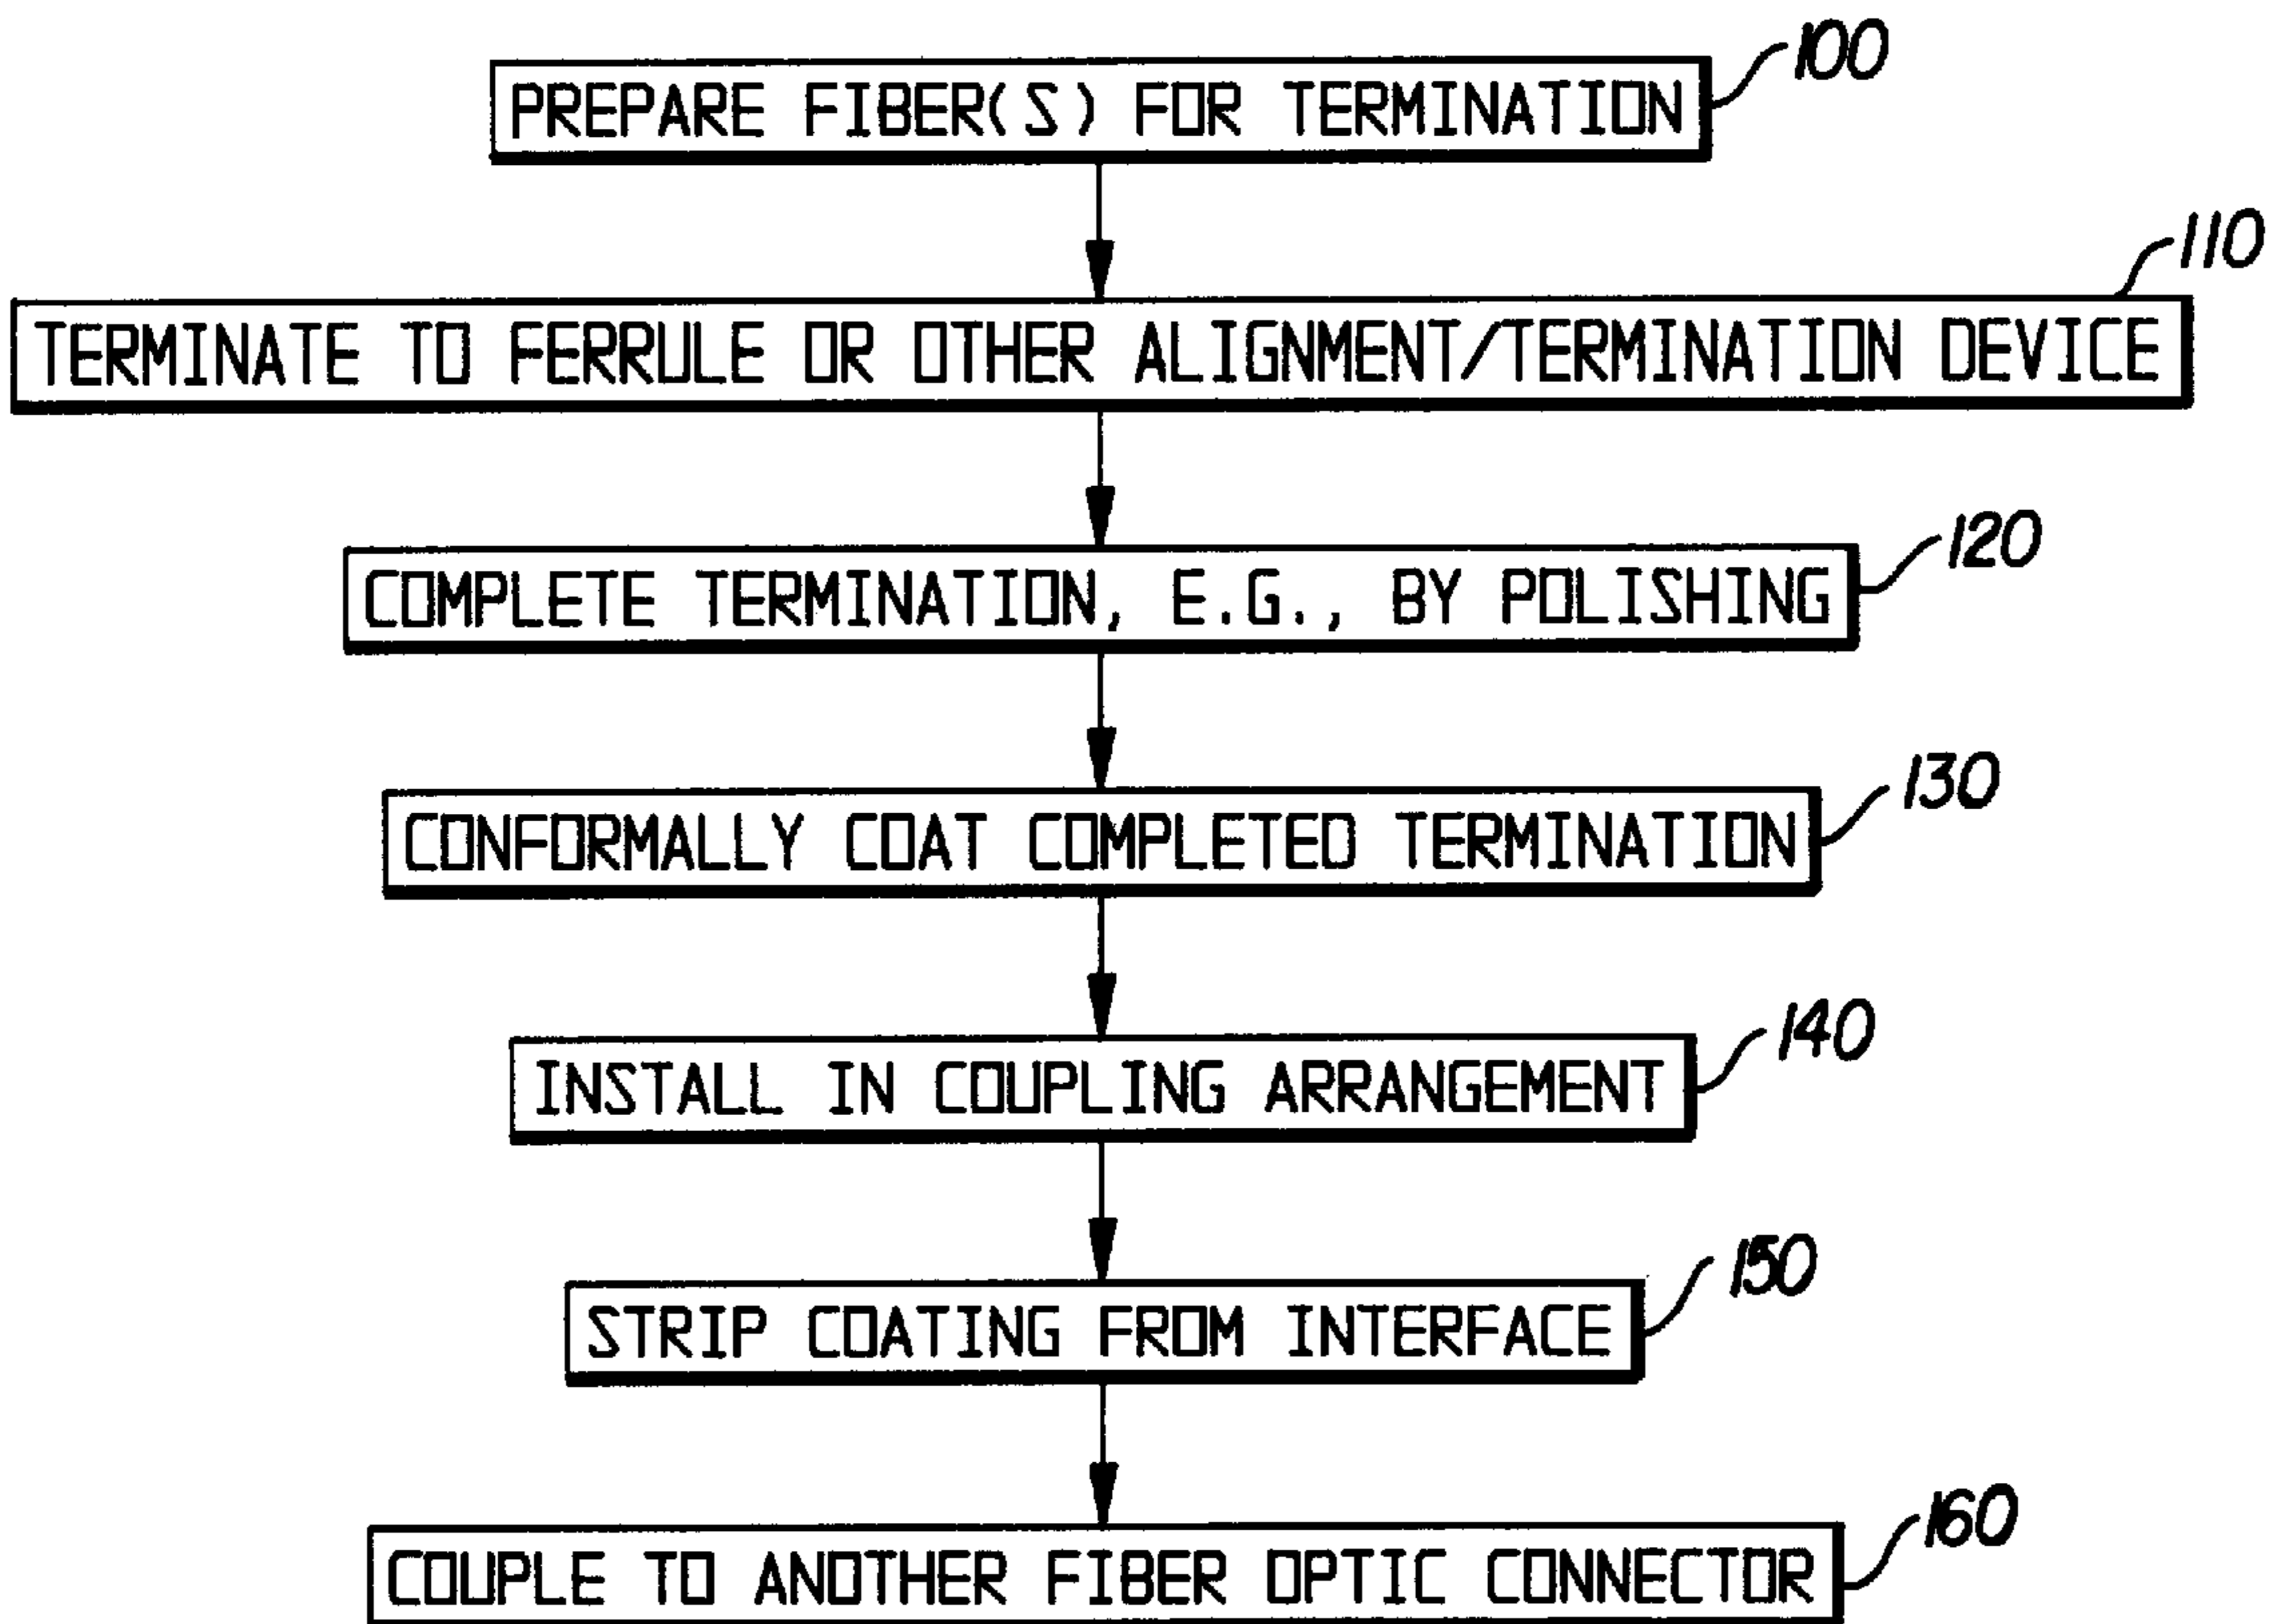 100
PREPARE FIBER(S) FOR TERMINATION
110
TERMINATE TO FERRULE OR OTHER ALIGNMENT/TERMINATION DEVICE
120
COMPLETE TERMINATION, E.G., BY POLISHING
130
CONFORMALLY COAT COMPLETED TERMINATION
140
INSTALL IN COUPLING ARRANGEMENT
150
STRIP COATING FROM INTERFACE
160
COUPLE TO ANOTHER FIBER OPTIC CONNECTOR